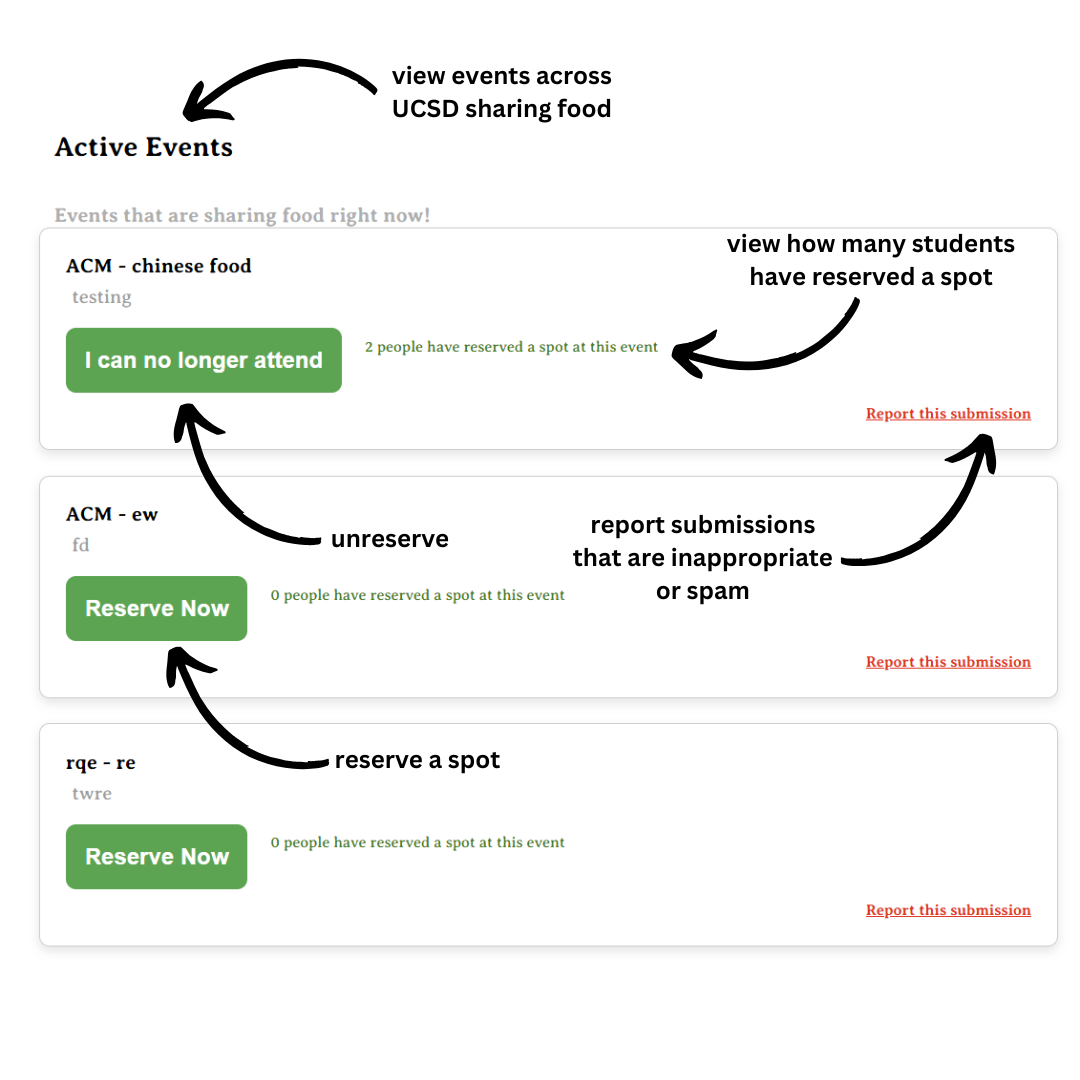 view events across
UCSD sharing food
Active Events
Events that are sharing food right now!
view how many students
have reserved a spot
ACM - chinese food
testing
I can no longer attend
2 people have reserved a spot at this event
Report this submission
ACM - ew
fd
unreserve
report submissions
that are inappropriate
or spam
Reserve Now
0 people have reserved a spot at this event
Report this submission
reserve a spot
rqe - re
twre
Reserve Now
0 people have reserved a spot at this event
Report this submission